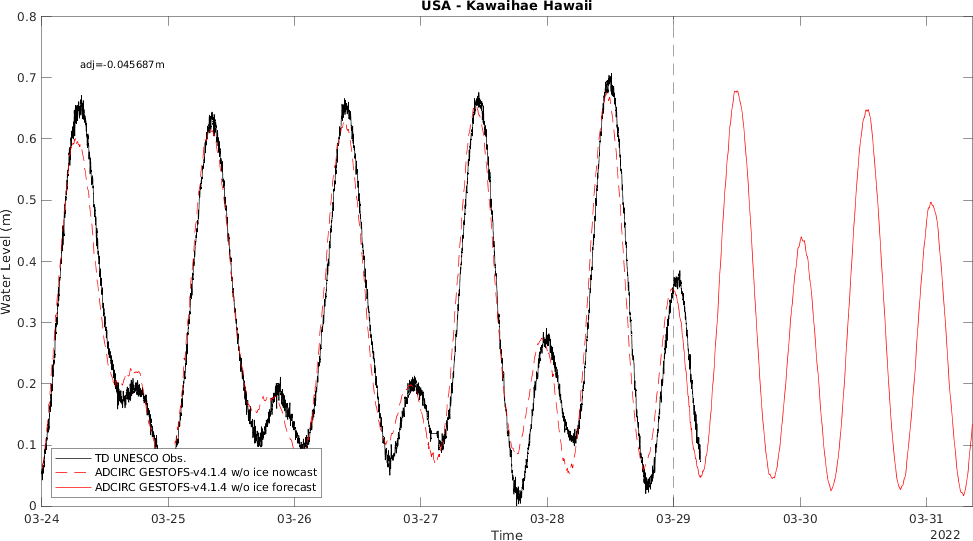 USA - Kawaihae Hawaii
adj=-0.045687m
0.8
0.7
0.6
0.5
0.4
0.3
0.2
0.1
0
Water Level (m)
TD UNESCO Obs.
ADCIRC GESTOFS-v4.1.4 w/o ice nowcast
ADCIRC GESTOFS-v4.1.4 w/o ice forecast
03-24 03-25 03-26 03-27 03-28 03-29 03-30 03-31
Time
2022